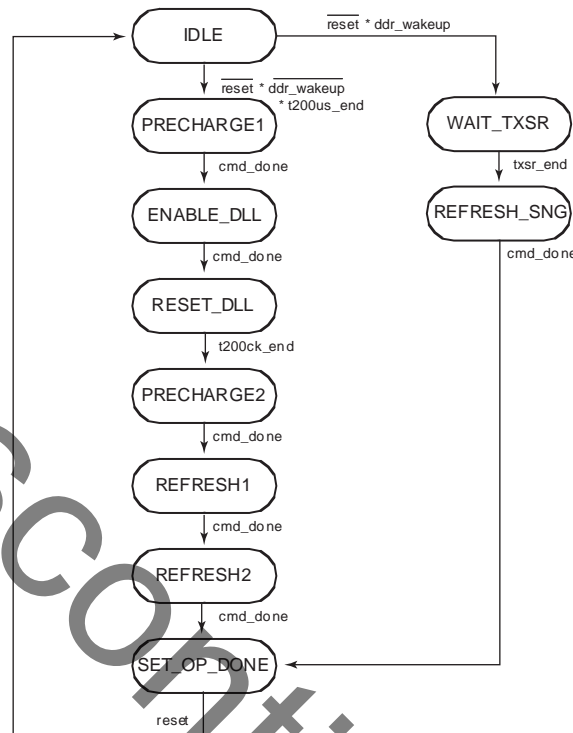 IDLE
reset * ddr_wakeup
reset * ddr_wakeup
* t200us_end
PRECHARGE1
WAIT_TXSR
cmd_done
txsr_end
ENABLE_DLL
REFRESH_SNG
cmd_done
cmd_done
RESET_DLL
t200ck_end
PRECHARGE2
cmd_done
REFRESH1
cmd_done
REFRESH2
cmd_done
SET_OP_DONE
reset